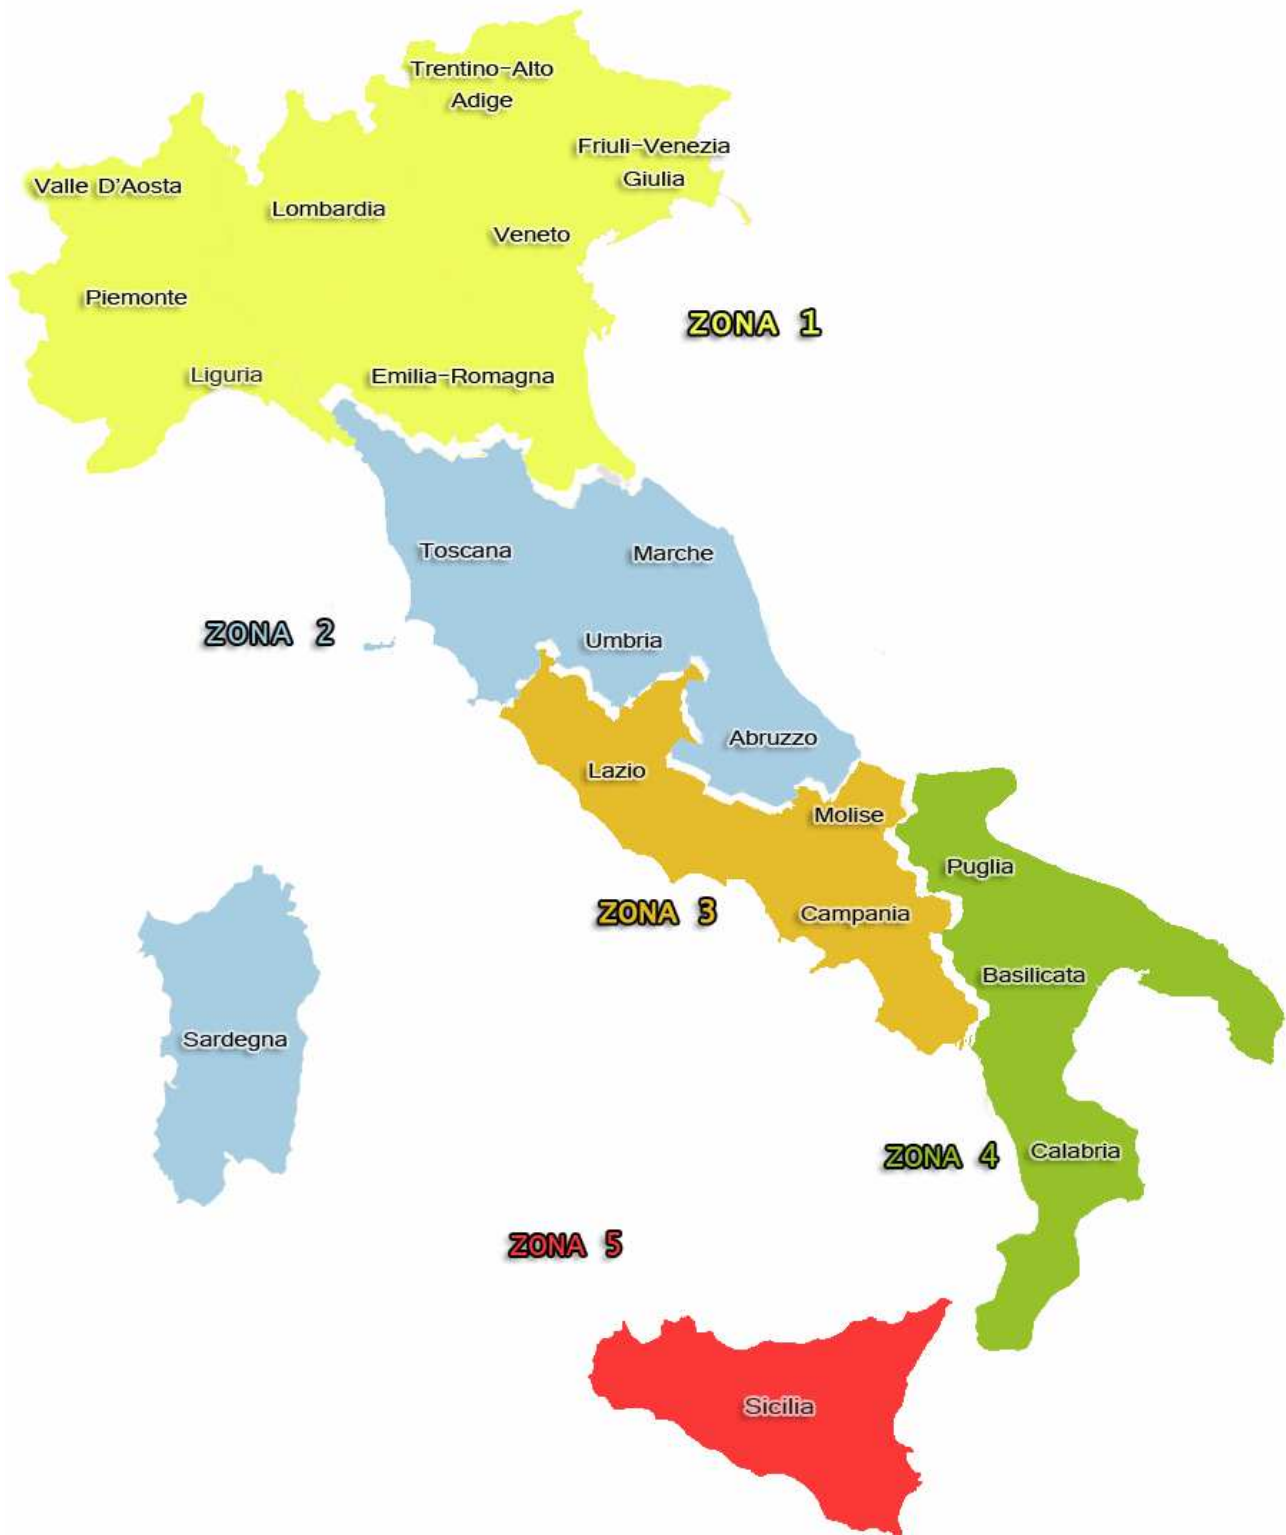 Trentino-Alto
Adige
Friuli-Venezia
Giulia
Valle D'Aosta
Lombardia
Veneto
Piemonte
ZONA 1
Liguria
Emilia-Romagna
Toscana
Marche
ZONA 2
Umbria
Abruzzo
Lazio
Molise
Puglia
ZONA 3
Campania
Basilicata
Sardegna
Calabria
ZONA 4
ZONA 5
Sicilia